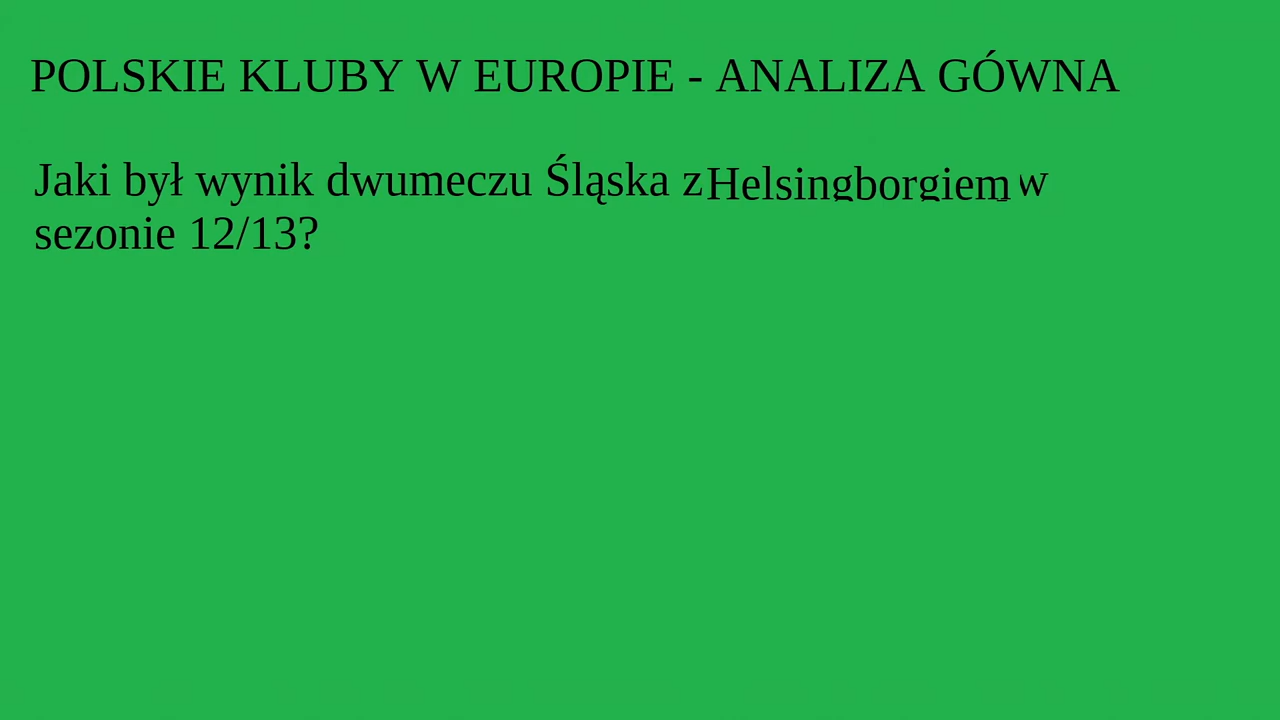 POLSKIE KLUBY W EUROPIE - ANALIZA GÓWNA
Jaki był wynik dwumeczu Śląska z Helsingborgiem w
sezonie 12/13?